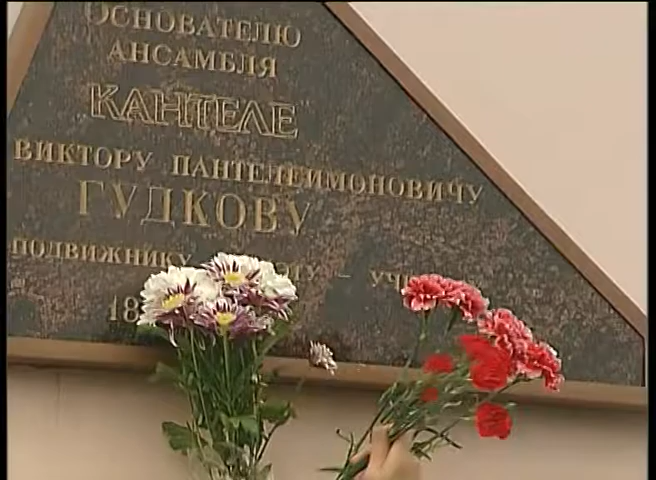 ОСНОВАТЕЛЮ
АНСАМБЛЯ
КАНТЕЛЕ
ВИКТОРУ ПАНТЕЛЕЙМОНОВИЧУ
ГУДКОВУ
ПОДВИЖНИКУ –
18